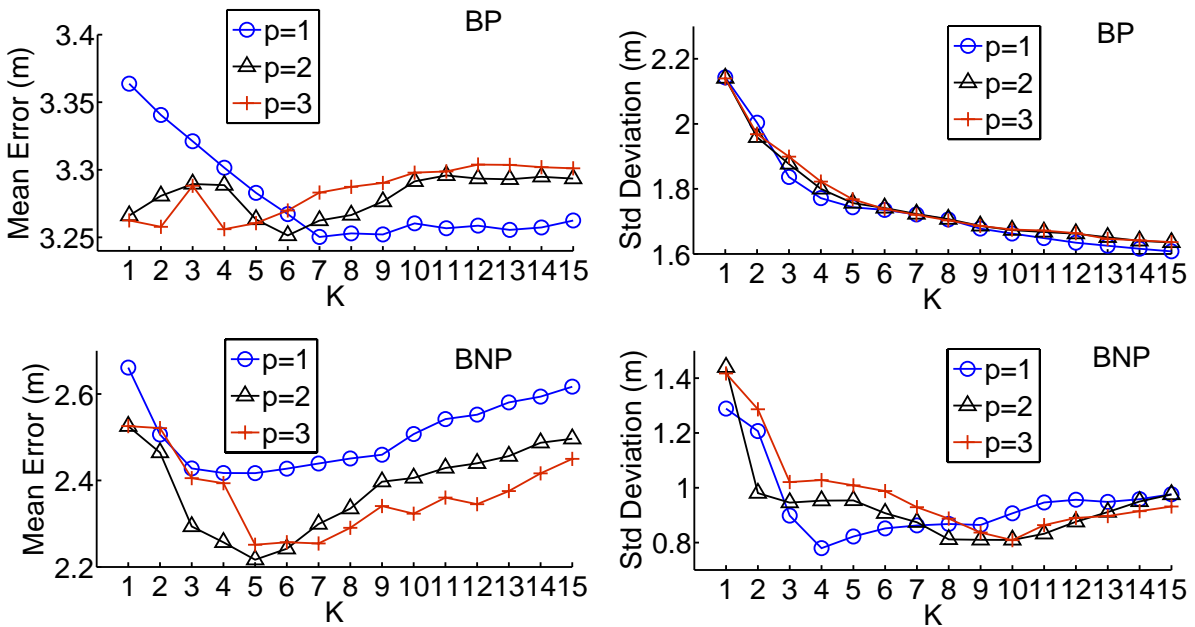 BP
Mean Error (m)
3.4
3.35
3.3
3.25
p=1
p=2
p=3
1 2 3 4 5 6 7 8 9 10 11 12 13 14 15
K
BP
Std Deviation (m)
2.2
2
1.8
1.6
p=1
p=2
p=3
1 2 3 4 5 6 7 8 9 10 11 12 13 14 15
K
BNP
Mean Error (m)
2.6
2.4
2.2
p=1
p=2
p=3
1 2 3 4 5 6 7 8 9 10 11 12 13 14 15
K
BNP
Std Deviation (m)
1.4
1.2
1
0.8
p=1
p=2
p=3
1 2 3 4 5 6 7 8 9 10 11 12 13 14 15
K